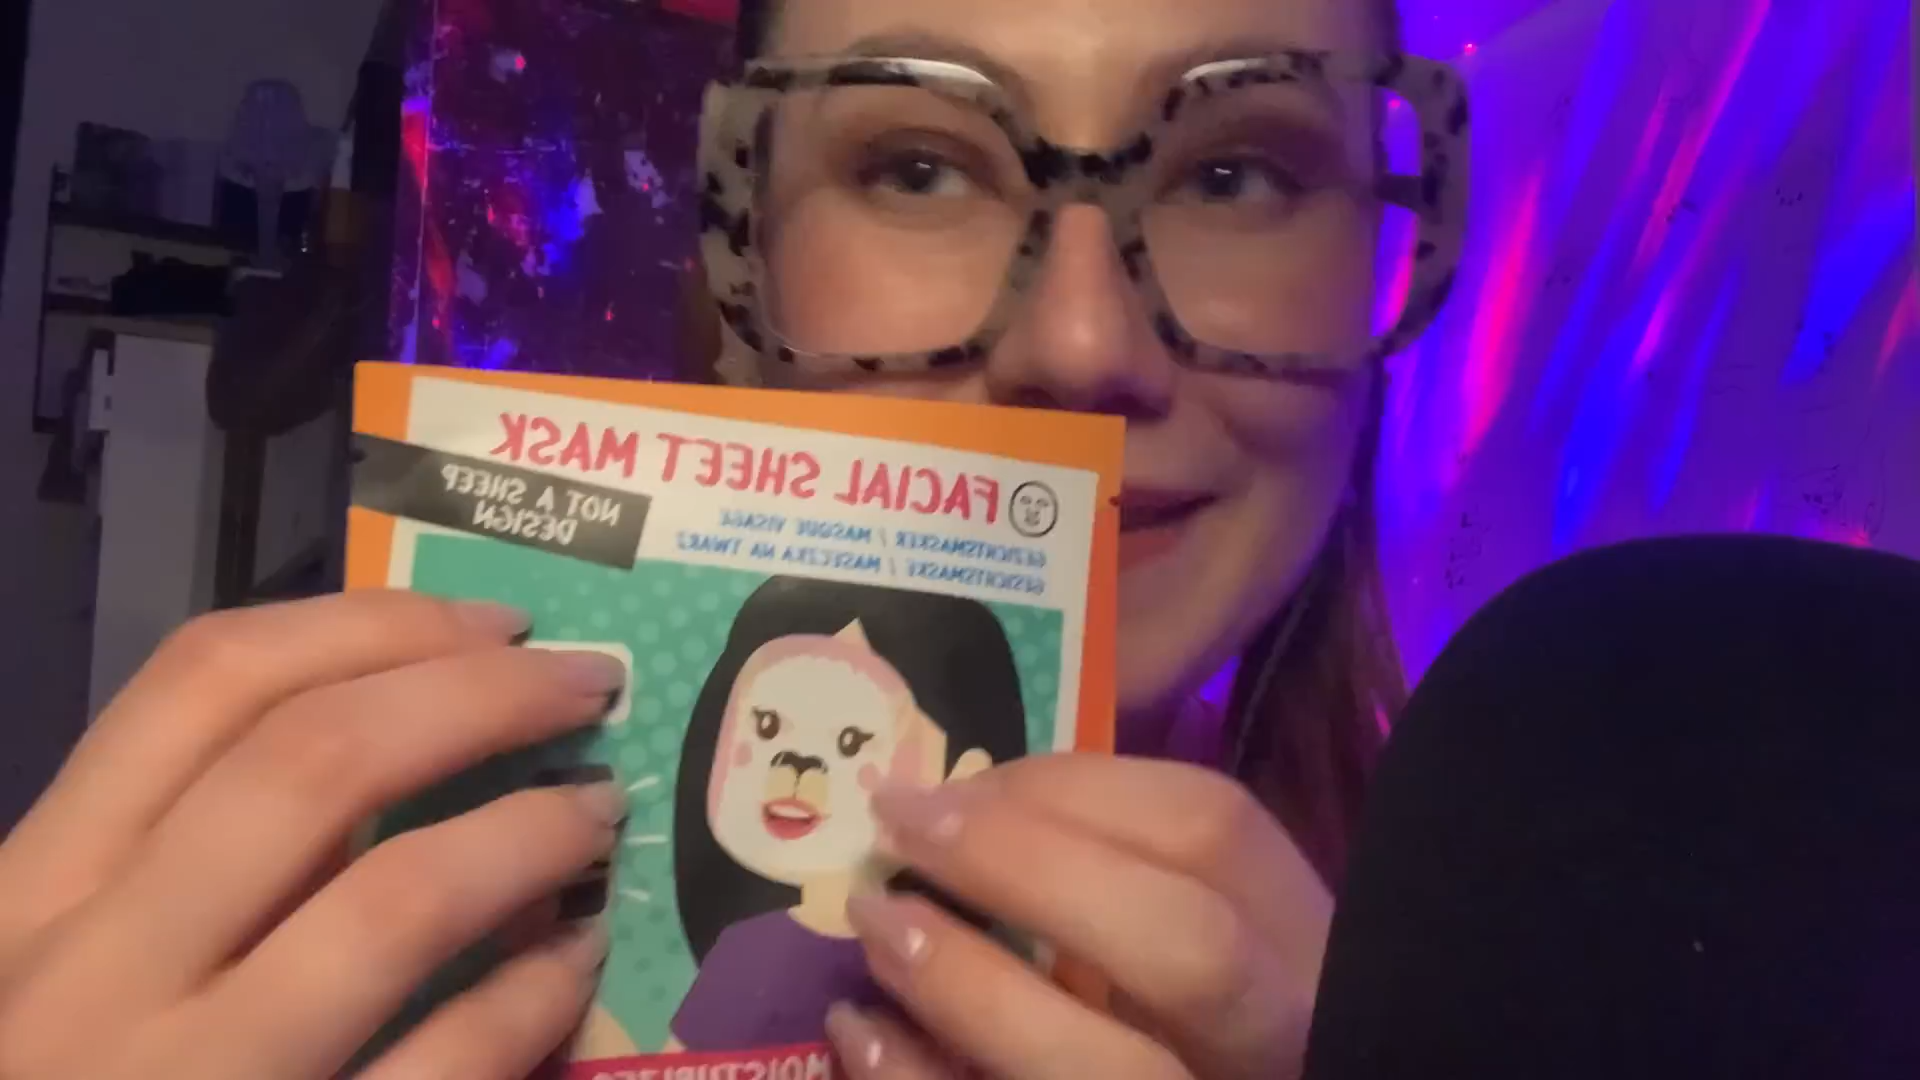 FACIAL SHEET MASK
GEZICHTSMASKER / MASQUE VISAGE
GESICHTSMASKE / MASECZKA NA TWARZ
NOT A SHEEP
DESIGN